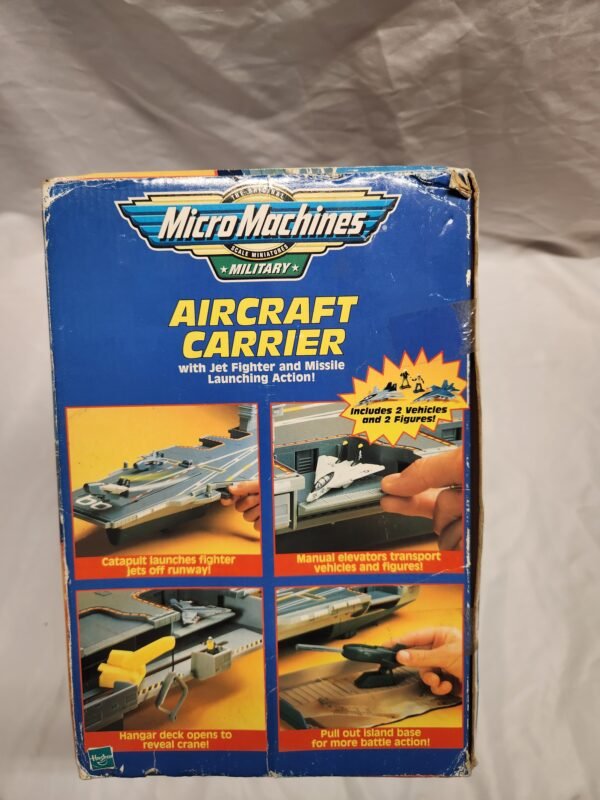 THE ORIGINAL
Micro Machines
SCALE MINIATURES
MILITARY
AIRCRAFT
CARRIER
with Jet Fighter and Missile
Launching Action!
Includes 2 Vehicles
and 2 Figures!
Catapult launches fighter
jets off runway!
Manual elevators transport
vehicles and figures!
Hangar deck opens to
reveal crane!
Pull out island base
for more battle action!
Hasbro